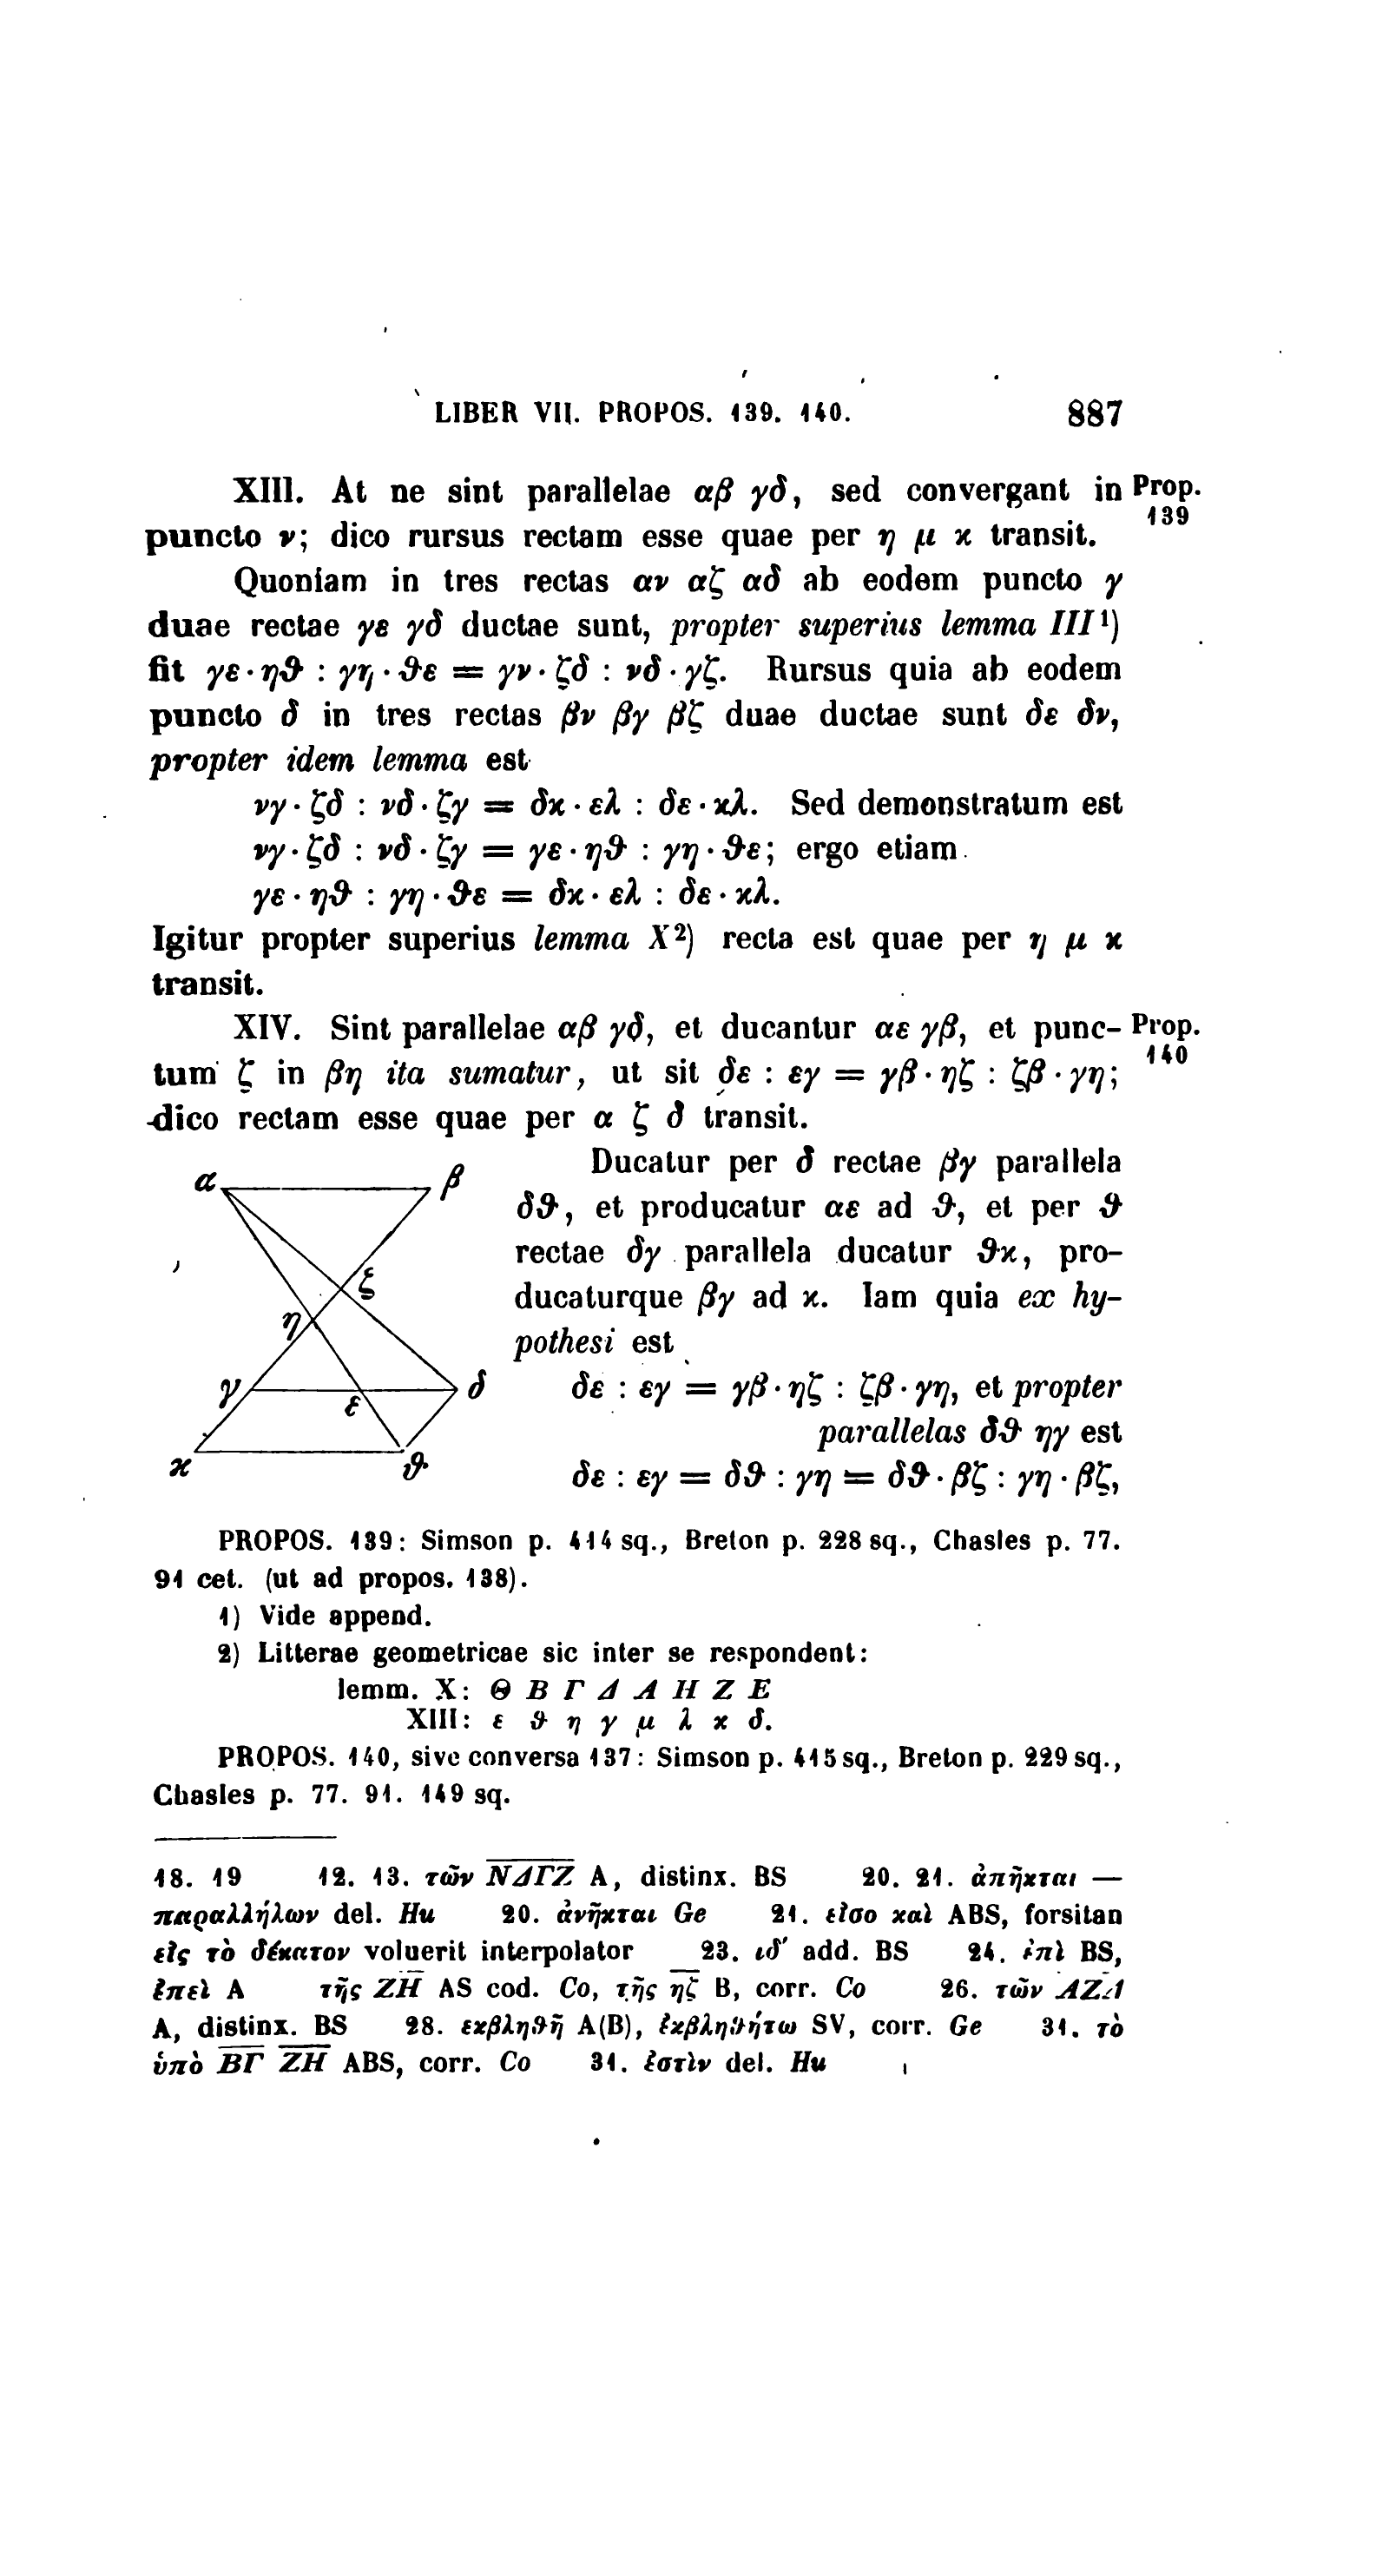 LIBER VII. PROPOS. 139. 140. 887
XIII. At ne sint parallelae αβ γδ, sed convergant in Prop. 139
puncto ν; dico rursus rectam esse quae per η μ κ transit.
Quoniam in tres rectas αν αζ αδ ab eodem puncto γ
duae rectae γε γδ ductae sunt, propter superius lemma III¹)
fit γε · ηϑ : γη · ϑε = γν · ζδ : νδ · γζ. Rursus quia ab eodem
puncto δ in tres rectas βν βγ βζ duae ductae sunt δε δν,
propter idem lemma est
νγ · ζδ : νδ · ζγ = δκ · ελ : δε · κλ. Sed demonstratum est
νγ · ζδ : νδ · ζγ = γε · ηϑ : γη · ϑε; ergo etiam
γε · ηϑ : γη · ϑε = δκ · ελ : δε · κλ.
Igitur propter superius lemma X²) recta est quae per η μ κ
transit.
XIV. Sint parallelae αβ γδ, et ducantur αε γβ, et punc- Prop. 140
tum ζ in βη ita sumatur, ut sit δε : εγ = γβ · ηζ : ζβ · γη;
dico rectam esse quae per α ζ δ transit.
Ducatur per δ rectae βγ parallela
δϑ, et producatur αε ad ϑ, et per ϑ
rectae δγ parallela ducatur ϑκ, pro-
ducaturque βγ ad κ. Iam quia ex hy-
pothesi est
δε : εγ = γβ · ηζ : ζβ · γη, et propter
parallelas δϑ ηγ est
δε : εγ = δϑ : γη = δϑ · βζ : γη · βζ,
α β
ζ
η
γ ε δ
κ ϑ
PROPOS. 139: Simson p. 414 sq., Breton p. 228 sq., Chasles p. 77.
91 cet. (ut ad propos. 138).
1) Vide append.
2) Litterae geometricae sic inter se respondent:
lemm. X: Θ Β Γ Δ Α Η Ζ Ε
XIII: ε ϑ η γ μ λ κ δ.
PROPOS. 140, sive conversa 137: Simson p. 415 sq., Breton p. 229 sq.,
Chasles p. 77. 91. 149 sq.
18. 19 12. 13. τῶν ΝΔΓΖ A, distinx. BS 20. 21. ἀπῆκται —
παραλλήλων del. Hu 20. ἀνῆκται Ge 21. εἰσο καὶ ABS, forsitan
εἰς τὸ δέκατον voluerit interpolator 23. ιδ′ add. BS 24. ἐπὶ BS,
ἐπεὶ A τῆς ΖΗ AS cod. Co, τῆς ηζ B, corr. Co 26. τῶν ΑΖΔ
A, distinx. BS 28. εκβληθῆ A(B), ἐκβληθήτω SV, corr. Ge 31. τὸ
ὑπὸ ΒΓ ΖΗ ABS, corr. Co 31. ἐστὶν del. Hu